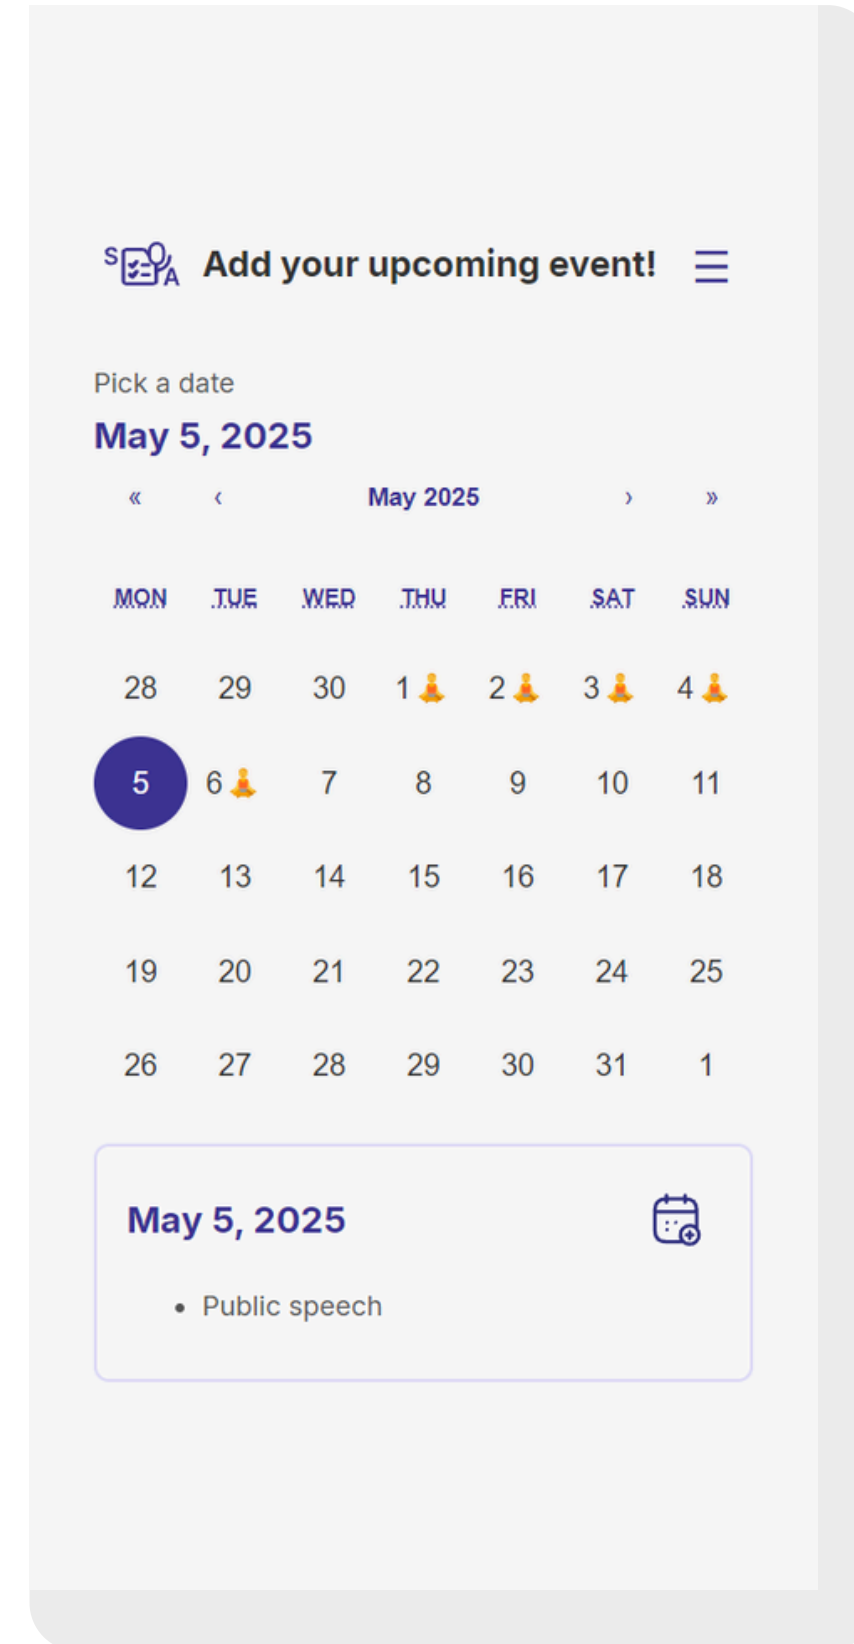 S A Add your upcoming event!
Pick a date
May 5, 2025
« ‹ May 2025 › »
MON TUE WED THU FRI SAT SUN
28 29 30 1 2 3 4
5 6 7 8 9 10 11
12 13 14 15 16 17 18
19 20 21 22 23 24 25
26 27 28 29 30 31 1
May 5, 2025
• Public speech